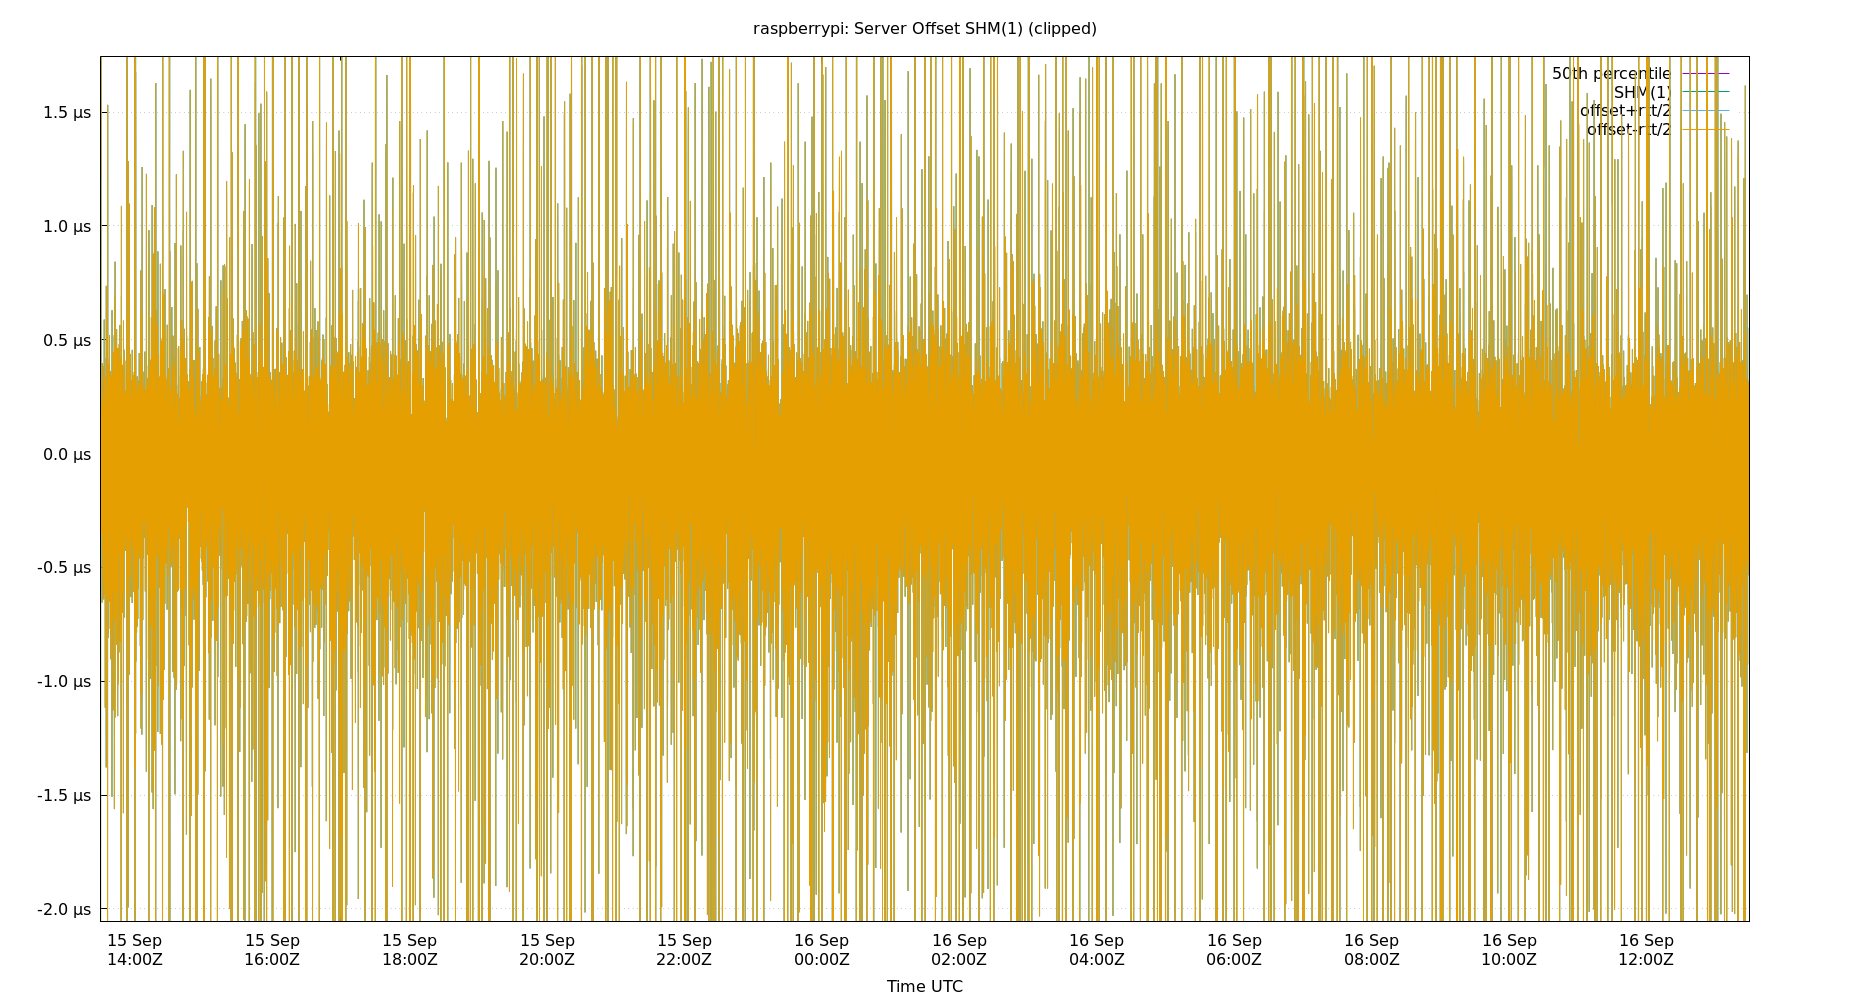 raspberrypi: Server Offset SHM(1) (clipped)
50th percentile
SHM(1)
offset+rtt/2
offset-rtt/2
1.5 µs
1.0 µs
0.5 µs
0.0 µs
-0.5 µs
-1.0 µs
-1.5 µs
-2.0 µs
15 Sep 15 Sep 15 Sep 15 Sep 15 Sep 16 Sep 16 Sep 16 Sep 16 Sep 16 Sep 16 Sep 16 Sep
14:00Z 16:00Z 18:00Z 20:00Z 22:00Z 00:00Z 02:00Z 04:00Z 06:00Z 08:00Z 10:00Z 12:00Z
Time UTC